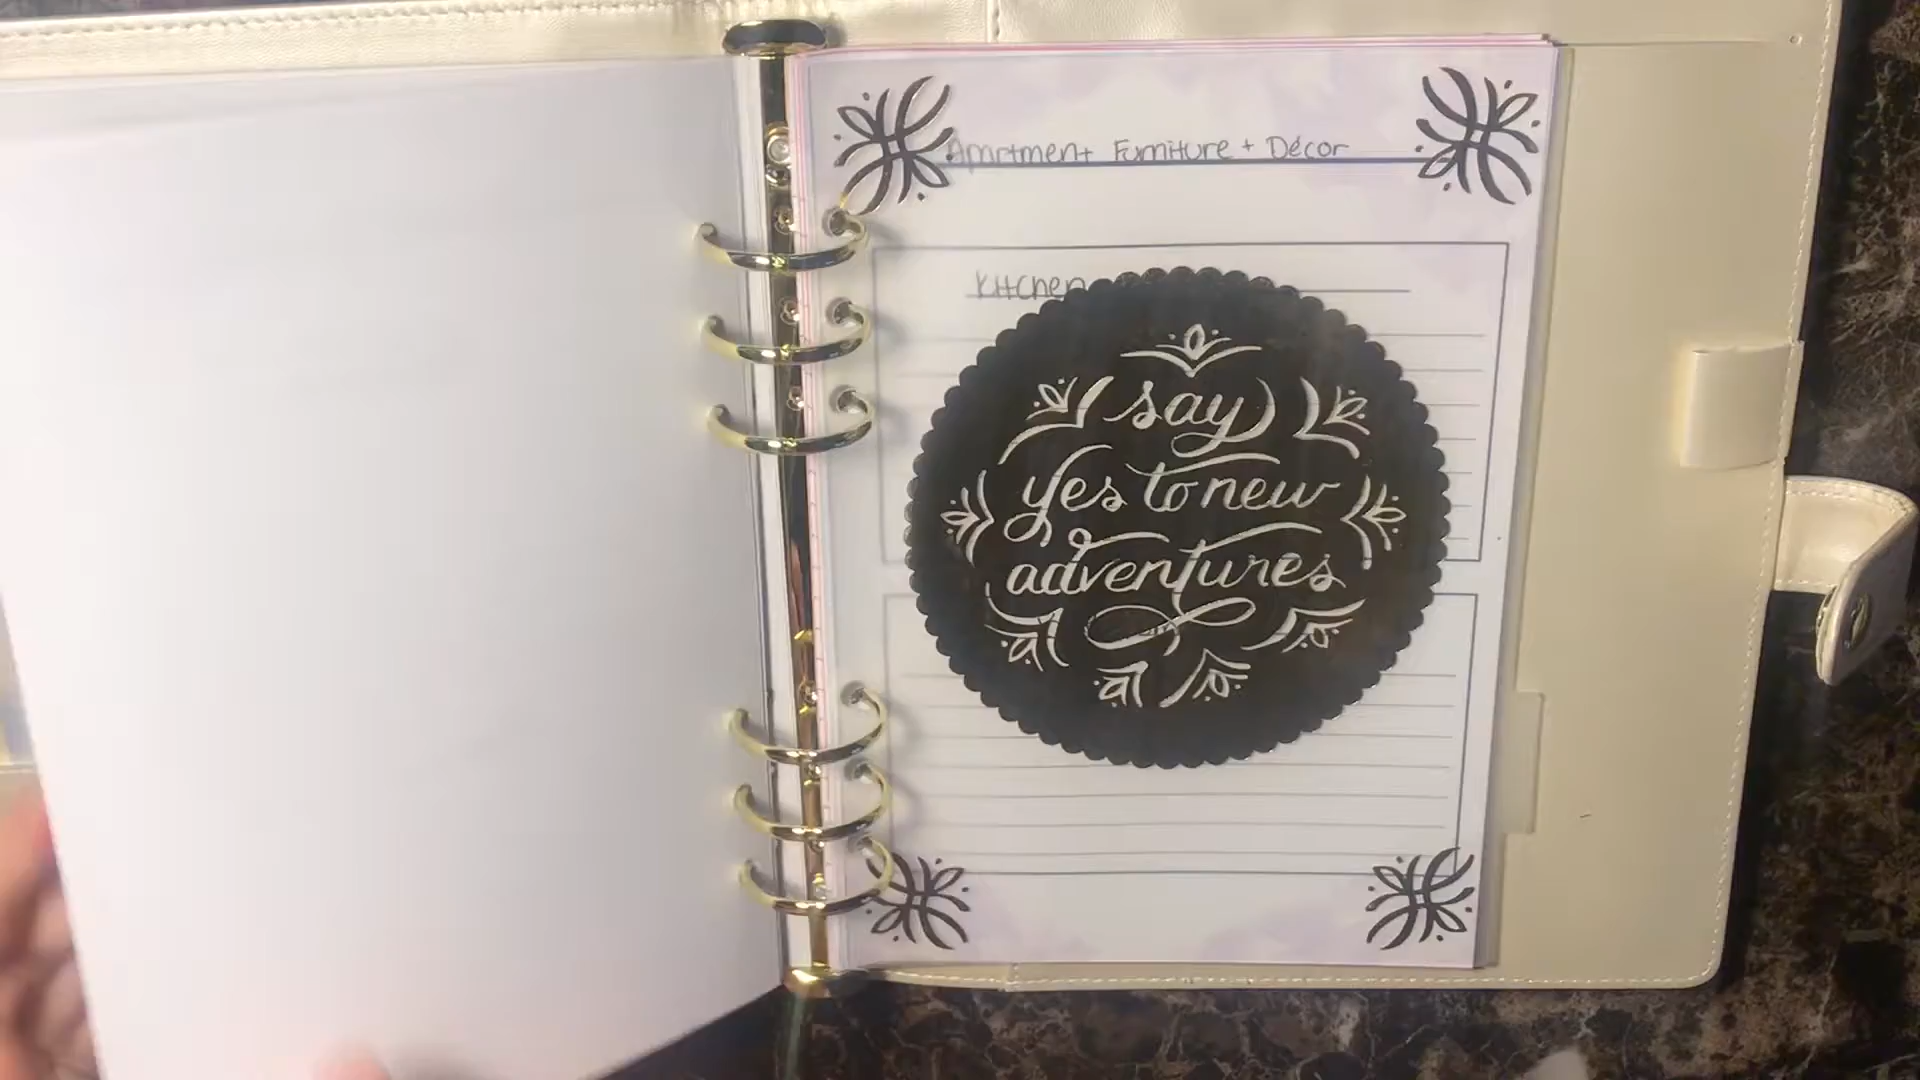 Apartment Furniture + Décor
Kitchen
say
yes to new
adventures